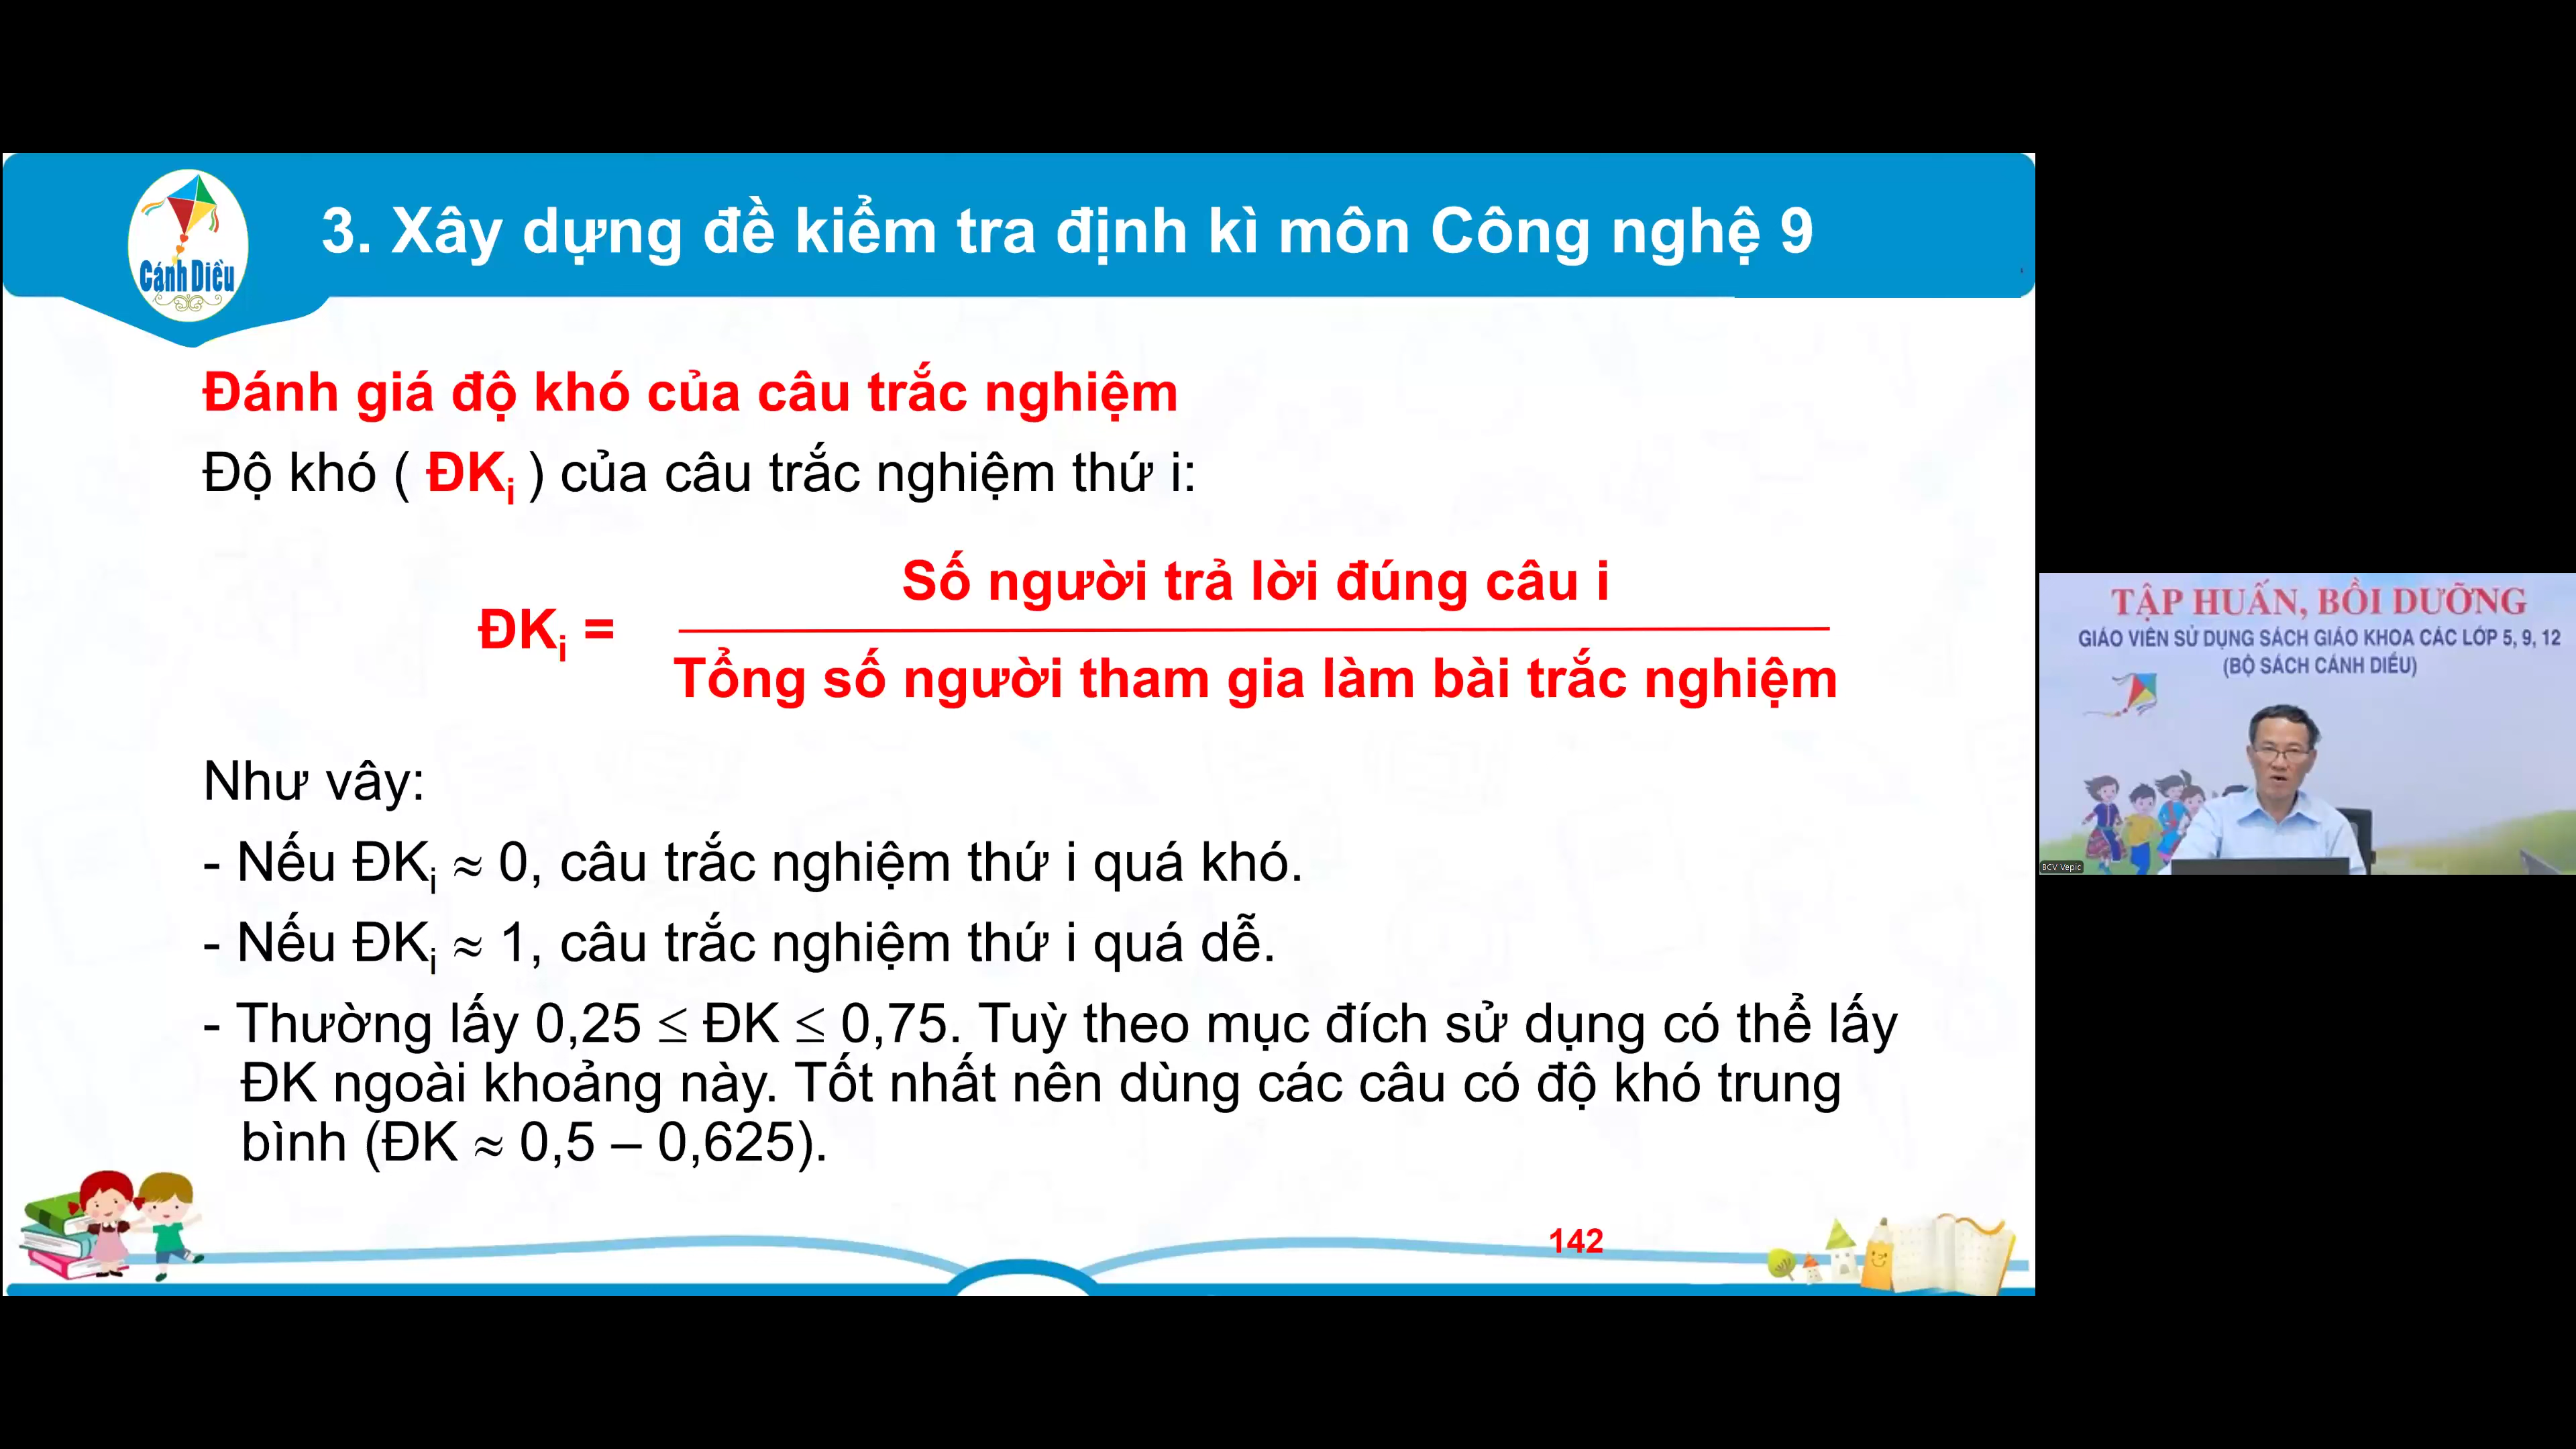 Cánh Diều
3. Xây dựng đề kiểm tra định kì môn Công nghệ 9
Đánh giá độ khó của câu trắc nghiệm
Độ khó ( ĐKi ) của câu trắc nghiệm thứ i:
Số người trả lời đúng câu i
ĐKi =
Tổng số người tham gia làm bài trắc nghiệm
Như vây:
- Nếu ĐKi ≈ 0, câu trắc nghiệm thứ i quá khó.
- Nếu ĐKi ≈ 1, câu trắc nghiệm thứ i quá dễ.
- Thường lấy 0,25 ≤ ĐK ≤ 0,75. Tuỳ theo mục đích sử dụng có thể lấy
ĐK ngoài khoảng này. Tốt nhất nên dùng các câu có độ khó trung
bình (ĐK ≈ 0,5 – 0,625).
142
TẬP HUẤN, BỒI DƯỠNG
GIÁO VIÊN SỬ DỤNG SÁCH GIÁO KHOA CÁC LỚP 5, 9, 12
(BỘ SÁCH CÁNH DIỀU)
BCV Vepic